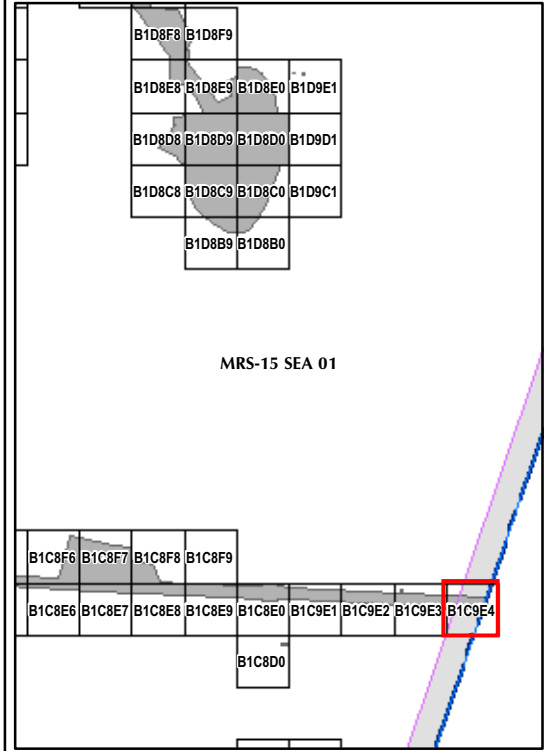 B1D8F8 B1D8F9
B1D8E8 B1D8E9 B1D8E0 B1D9E1
B1D8D8 B1D8D9 B1D8D0 B1D9D1
B1D8C8 B1D8C9 B1D8C0 B1D9C1
B1D8B9 B1D8B0
MRS-15 SEA 01
B1C8F6 B1C8F7 B1C8F8 B1C8F9
B1C8E6 B1C8E7 B1C8E8 B1C8E9 B1C8E0 B1C9E1 B1C9E2 B1C9E3 B1C9E4
B1C8D0